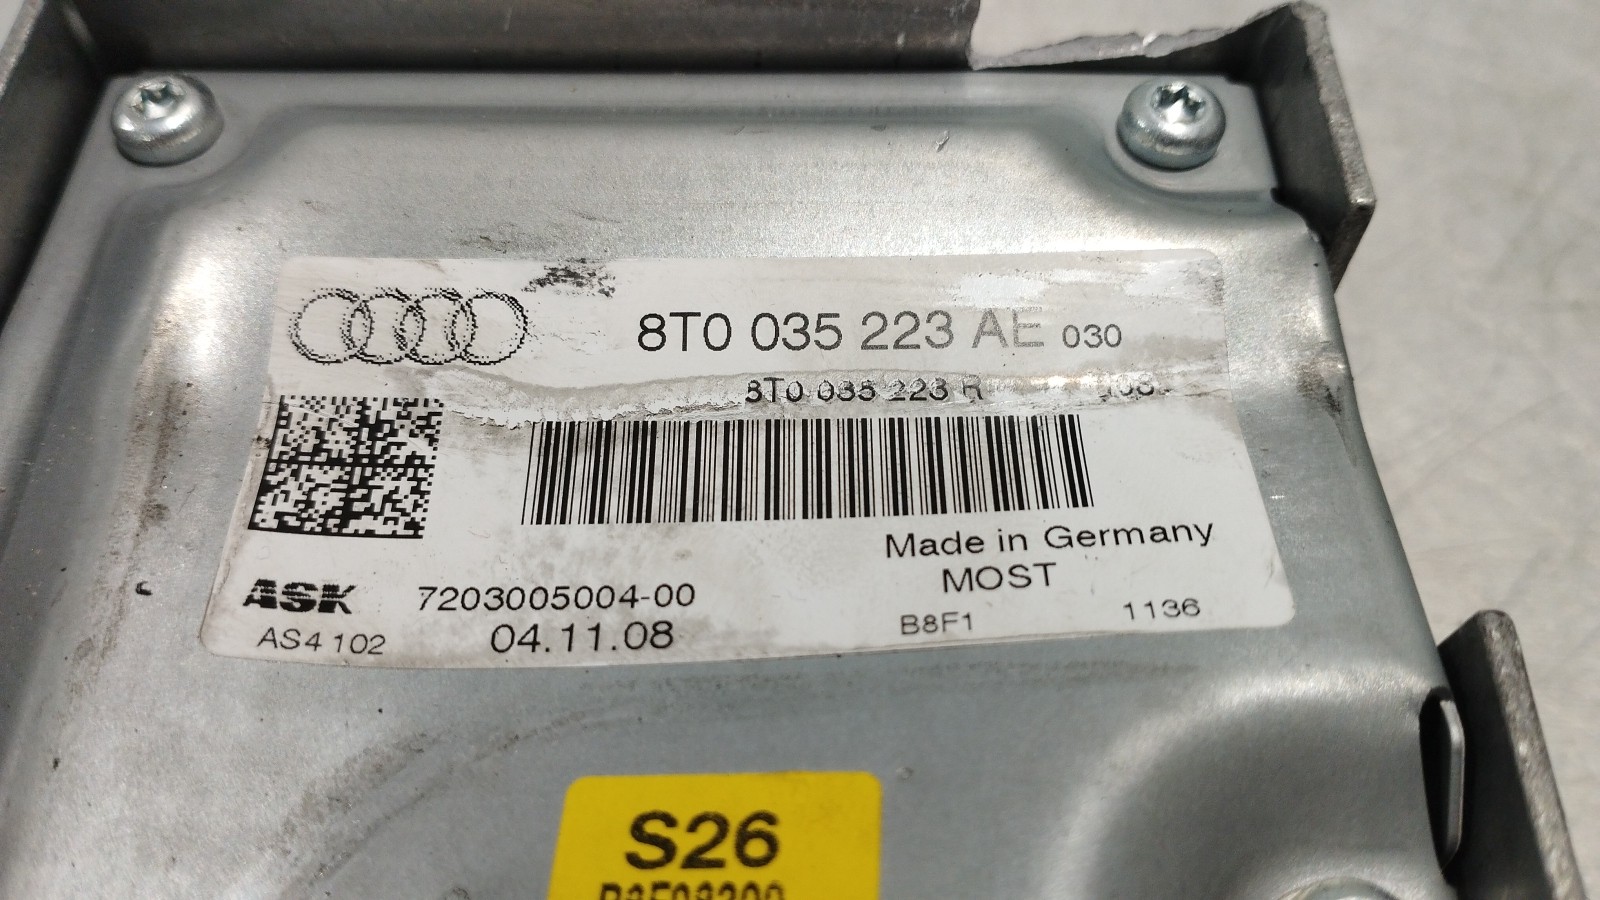 8T0 035 223 AE 030
8T0 035 223
Made in Germany
MOST
ASK 7203005004-00
AS4 102 04.11.08 B8F1 1136
S26